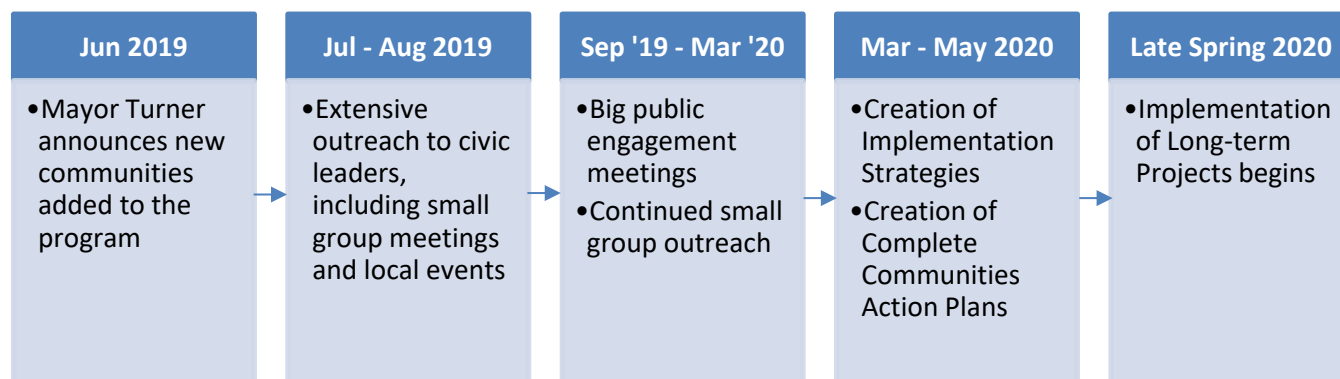 Jun 2019
•Mayor Turner
announces new
communities
added to the
program
Jul - Aug 2019
•Extensive
outreach to civic
leaders,
including small
group meetings
and local events
Sep '19 - Mar '20
•Big public
engagement
meetings
•Continued small
group outreach
Mar - May 2020
•Creation of
Implementation
Strategies
•Creation of
Complete
Communities
Action Plans
Late Spring 2020
•Implementation
of Long-term
Projects begins